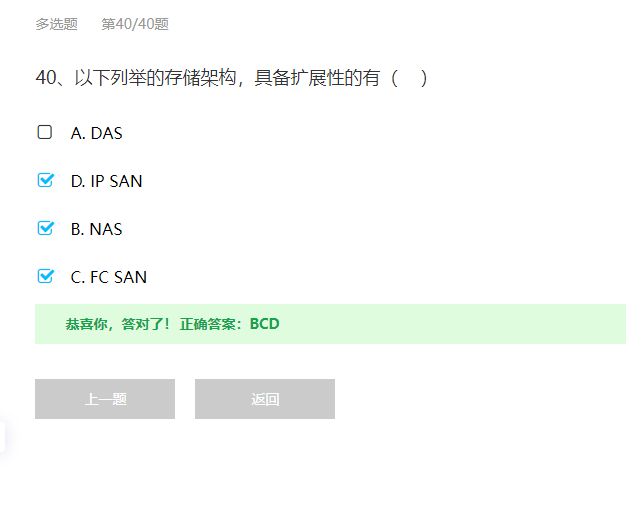 多选题 第40/40题
40、以下列举的存储架构，具备扩展性的有（ ）
A. DAS
D. IP SAN
B. NAS
C. FC SAN
恭喜你，答对了！正确答案：BCD
上一题 返回